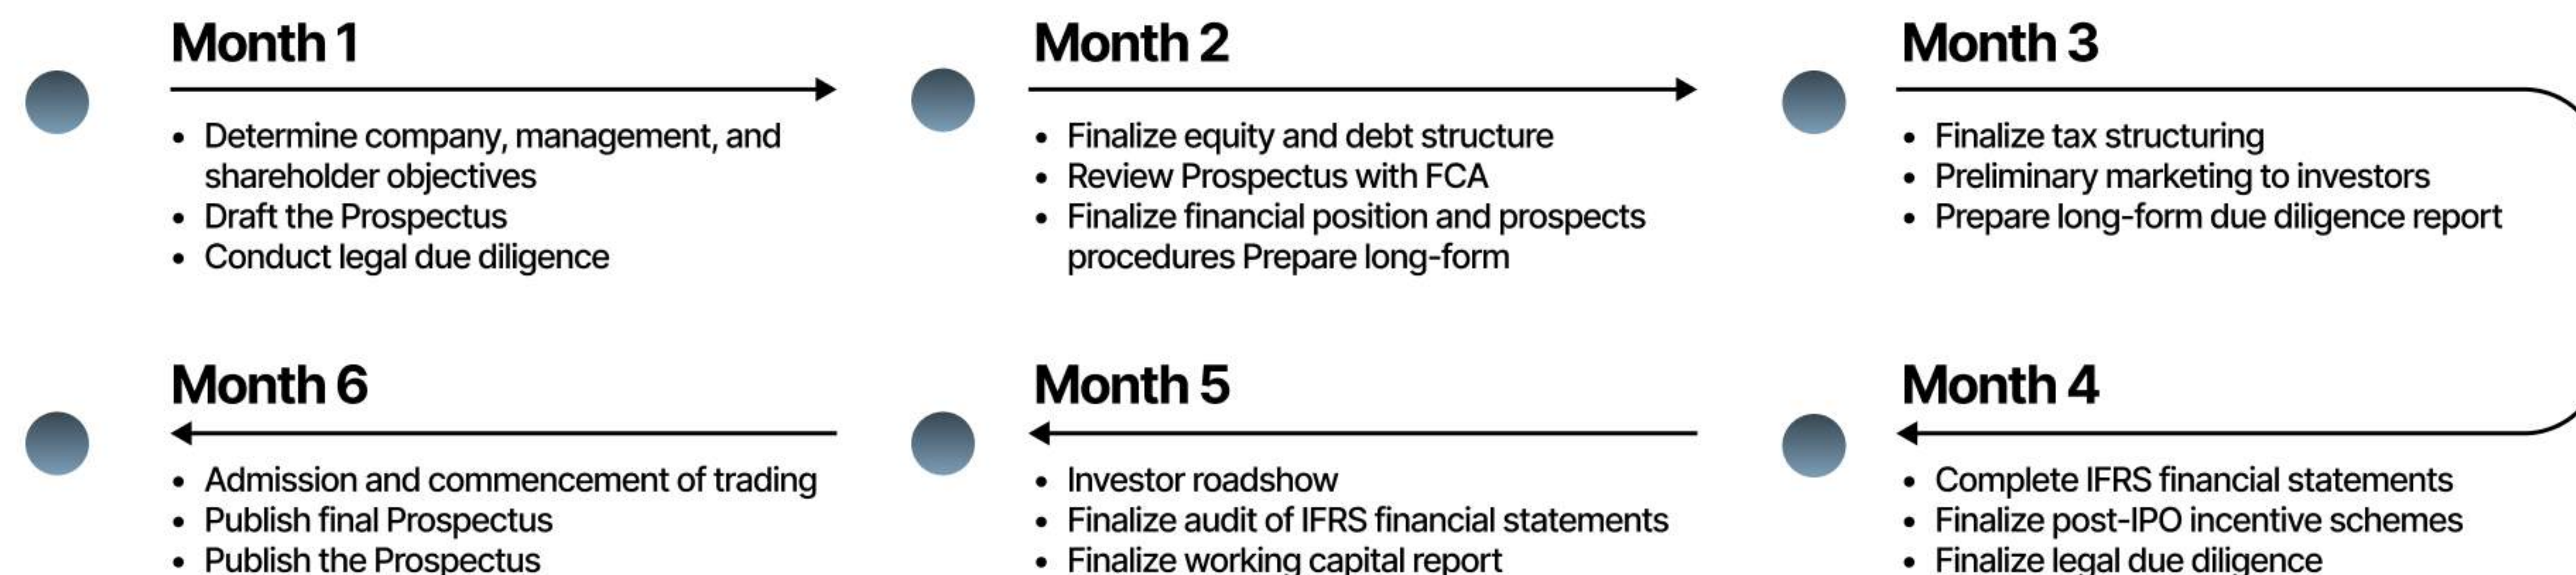 Month 1
• Determine company, management, and
shareholder objectives
• Draft the Prospectus
• Conduct legal due diligence
Month 2
• Finalize equity and debt structure
• Review Prospectus with FCA
• Finalize financial position and prospects
procedures Prepare long-form
Month 3
• Finalize tax structuring
• Preliminary marketing to investors
• Prepare long-form due diligence report
Month 4
• Complete IFRS financial statements
• Finalize post-IPO incentive schemes
• Finalize legal due diligence
Month 5
• Investor roadshow
• Finalize audit of IFRS financial statements
• Finalize working capital report
Month 6
• Admission and commencement of trading
• Publish final Prospectus
• Publish the Prospectus